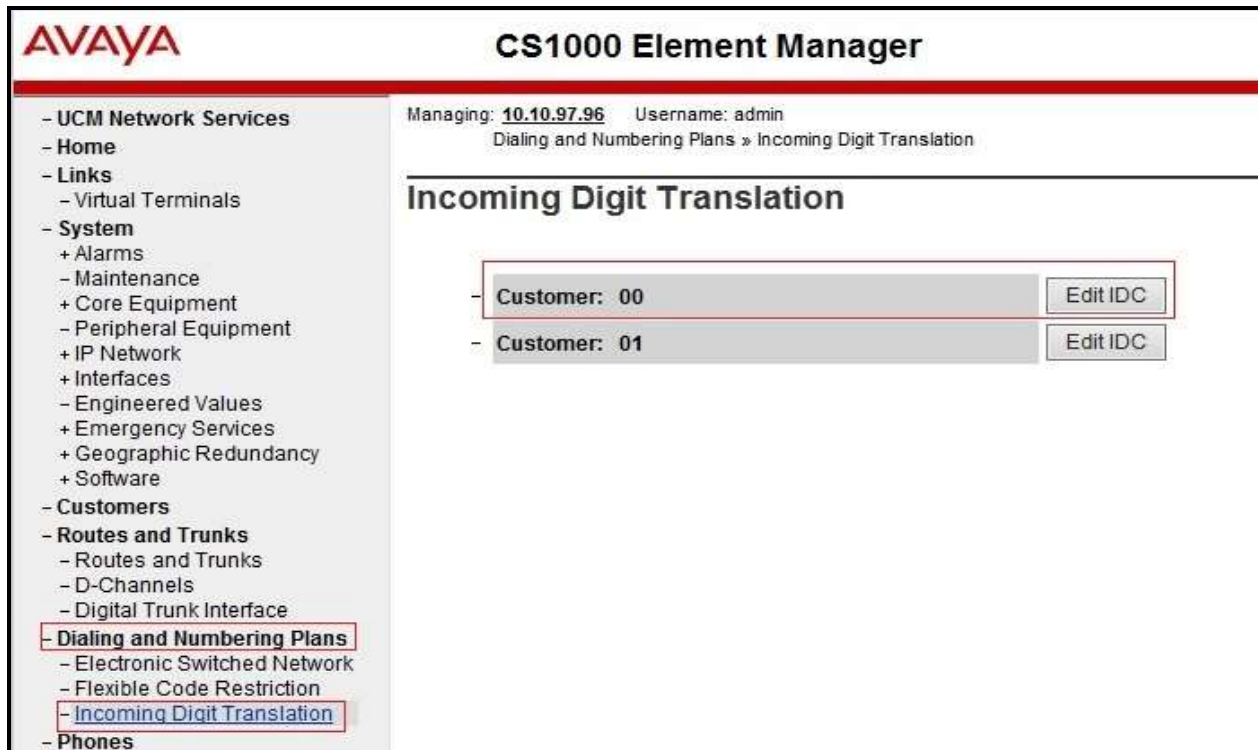 AVAYA
CS1000 Element Manager
- UCM Network Services
- Home
- Links
- Virtual Terminals
- System
+ Alarms
- Maintenance
+ Core Equipment
- Peripheral Equipment
+ IP Network
+ Interfaces
- Engineered Values
+ Emergency Services
+ Geographic Redundancy
+ Software
- Customers
- Routes and Trunks
- Routes and Trunks
- D-Channels
- Digital Trunk Interface
- Dialing and Numbering Plans
- Electronic Switched Network
- Flexible Code Restriction
- Incoming Digit Translation
- Phones
Managing: 10.10.97.96 Username: admin
Dialing and Numbering Plans » Incoming Digit Translation
Incoming Digit Translation
- Customer: 00 Edit IDC
- Customer: 01 Edit IDC